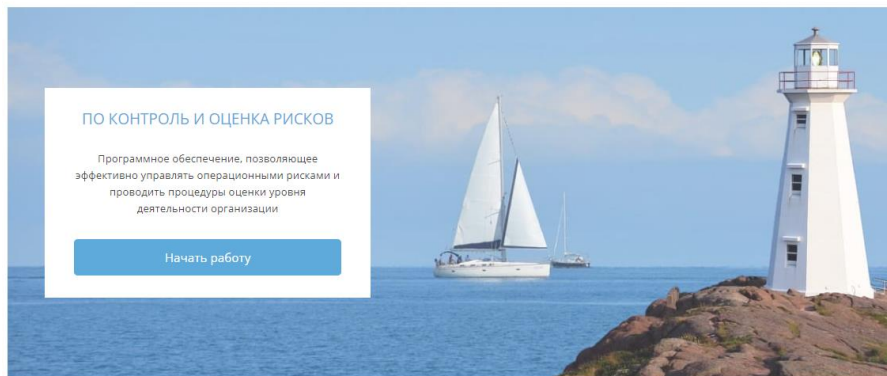 ПО КОНТРОЛЬ И ОЦЕНКА РИСКОВ
Программное обеспечение, позволяющее
эффективно управлять операционными рисками и
проводить процедуры оценки уровня
деятельности организации
Начать работу